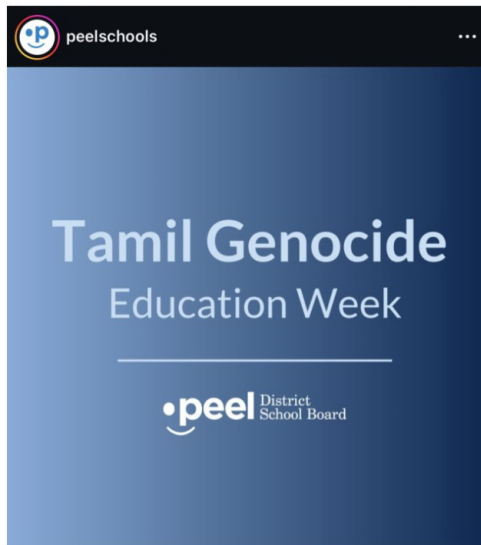 peelschools
Tamil Genocide
Education Week
peel District
School Board